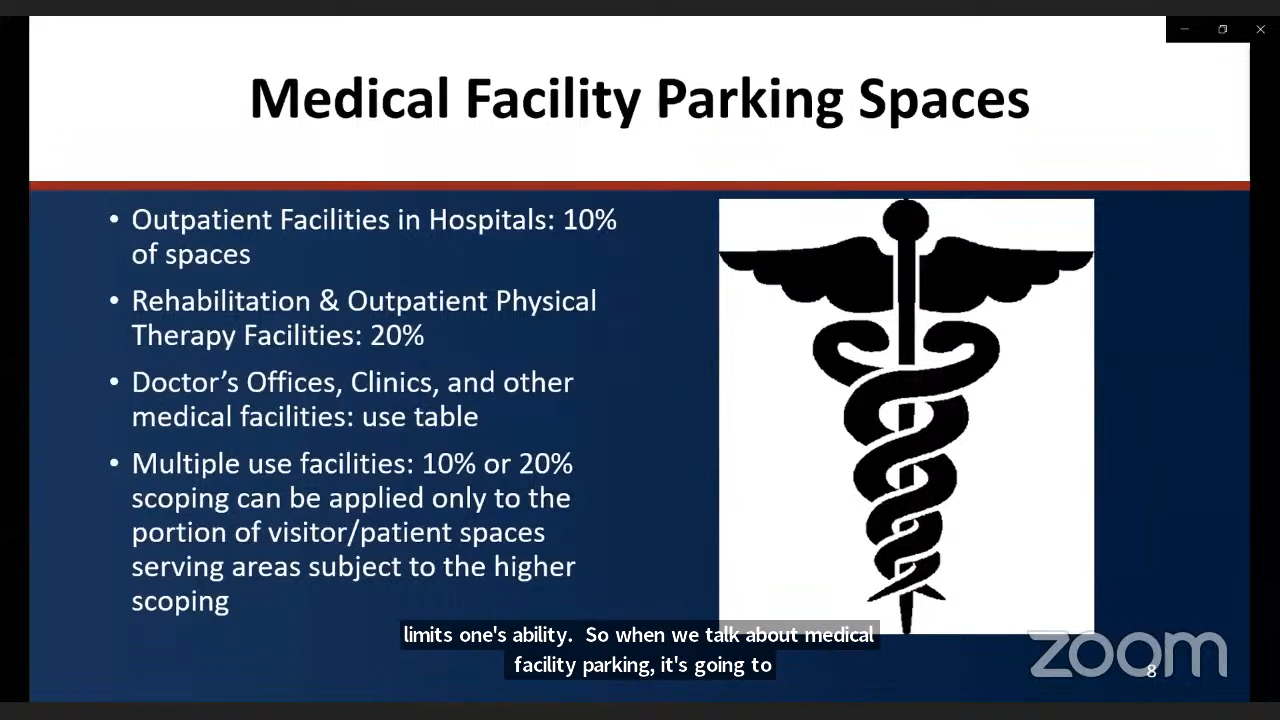 Medical Facility Parking Spaces
• Outpatient Facilities in Hospitals: 10%
of spaces
• Rehabilitation & Outpatient Physical
Therapy Facilities: 20%
• Doctor’s Offices, Clinics, and other
medical facilities: use table
• Multiple use facilities: 10% or 20%
scoping can be applied only to the
portion of visitor/patient spaces
serving areas subject to the higher
scoping
limits one's ability.  So when we talk about medical
facility parking, it's going to
zoom
8